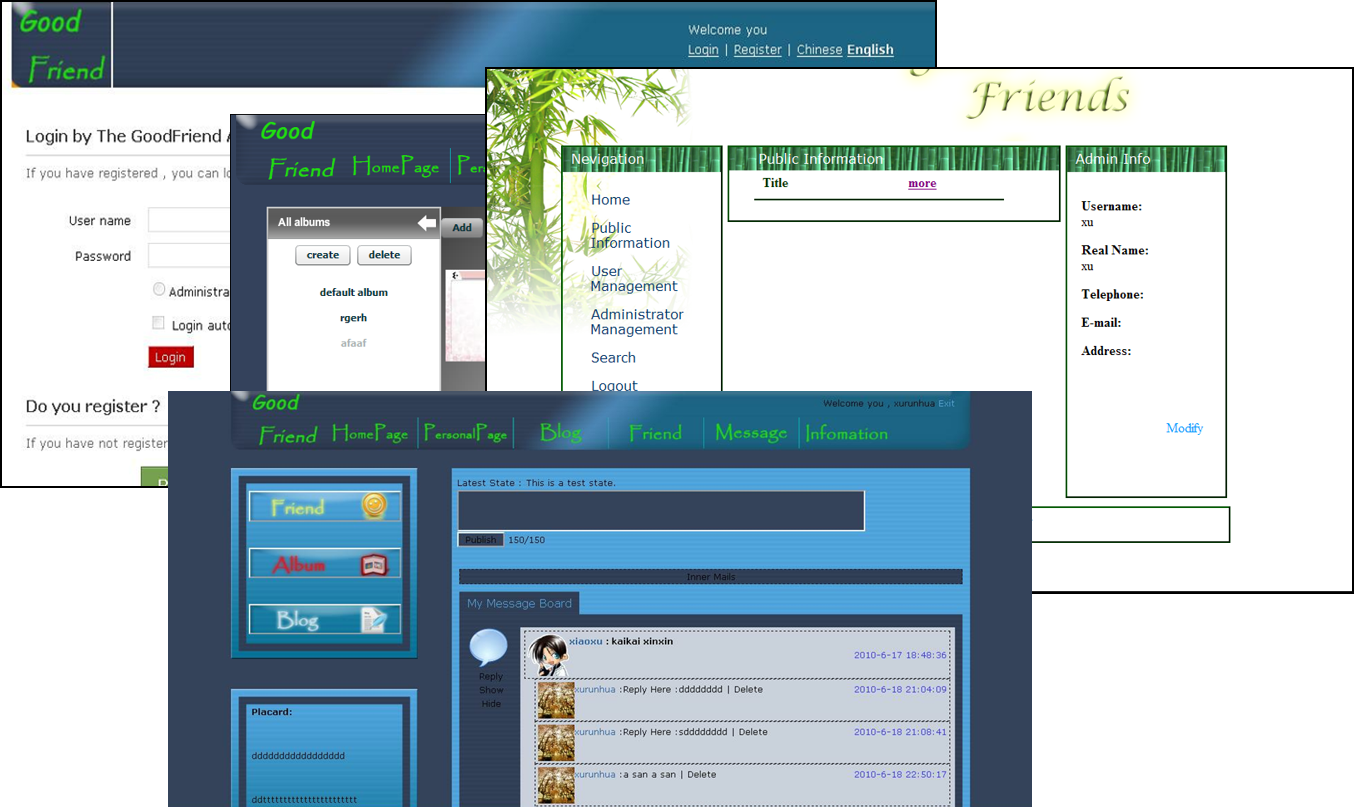 Good
Friend
Welcome you
Login | Register | Chinese English
Login by The GoodFriend
If you have registered , you can
User name
Password
Login
Do you register ?
If you have not register
Good
Friend
HomePage
All albums
Add
create
delete
default album
rgerh
afaaf
Friends
Nevigation
Home
Public
Information
User
Management
Administrator
Management
Search
Logout
Public Information
Title
more
Admin Info
Username:
xu
Real Name:
xu
Telephone:
E-mail:
Address:
Modify
Good
Friend
HomePage
PersonalPage
Blog
Friend
Message
Infomation
Welcome you , xurunhua Exit
Friend
Album
Blog
Placard:
ddddddddddddddddd
Latest State : This is a test state.
Publish 150/150
Inner Mails
My Message Board
Reply
Show
Hide
xiaoxu : kaikai xinxin
2010-6-17 18:48:36
xurunhua :Reply Here :dddddddd | Delete
2010-6-18 21:04:09
xurunhua :Reply Here :sddddddddd | Delete
2010-6-18 21:08:41
xurunhua :a san a san | Delete
2010-6-18 22:50:17